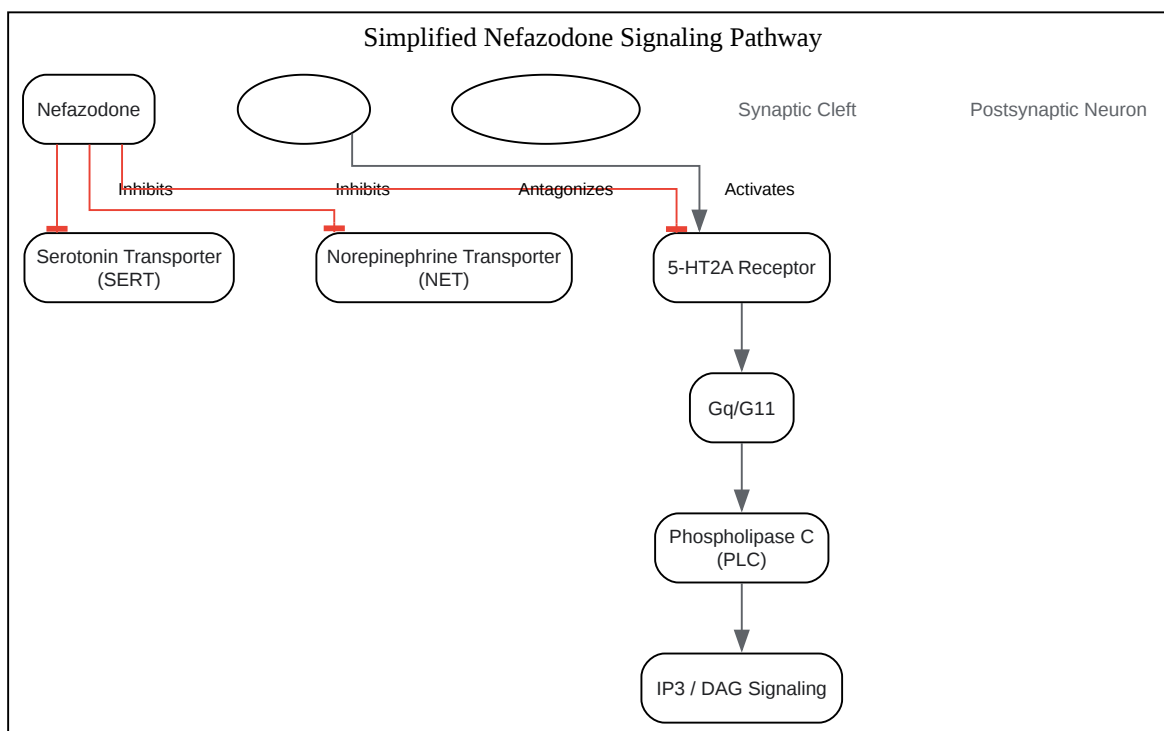 Simplified Nefazodone Signaling Pathway
Nefazodone
Synaptic Cleft
Postsynaptic Neuron
Inhibits
Inhibits
Antagonizes
Activates
Serotonin Transporter
(SERT)
Norepinephrine Transporter
(NET)
5-HT2A Receptor
Gq/G11
Phospholipase C
(PLC)
IP3 / DAG Signaling